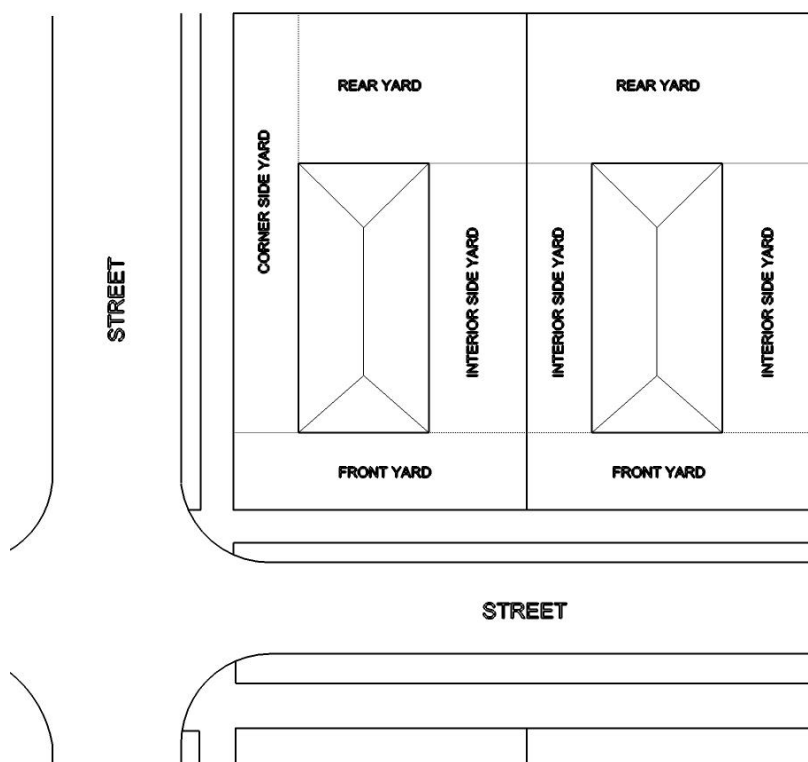 REAR YARD
REAR YARD
CORNER SIDE YARD
INTERIOR SIDE YARD
INTERIOR SIDE YARD
INTERIOR SIDE YARD
STREET
FRONT YARD
FRONT YARD
STREET